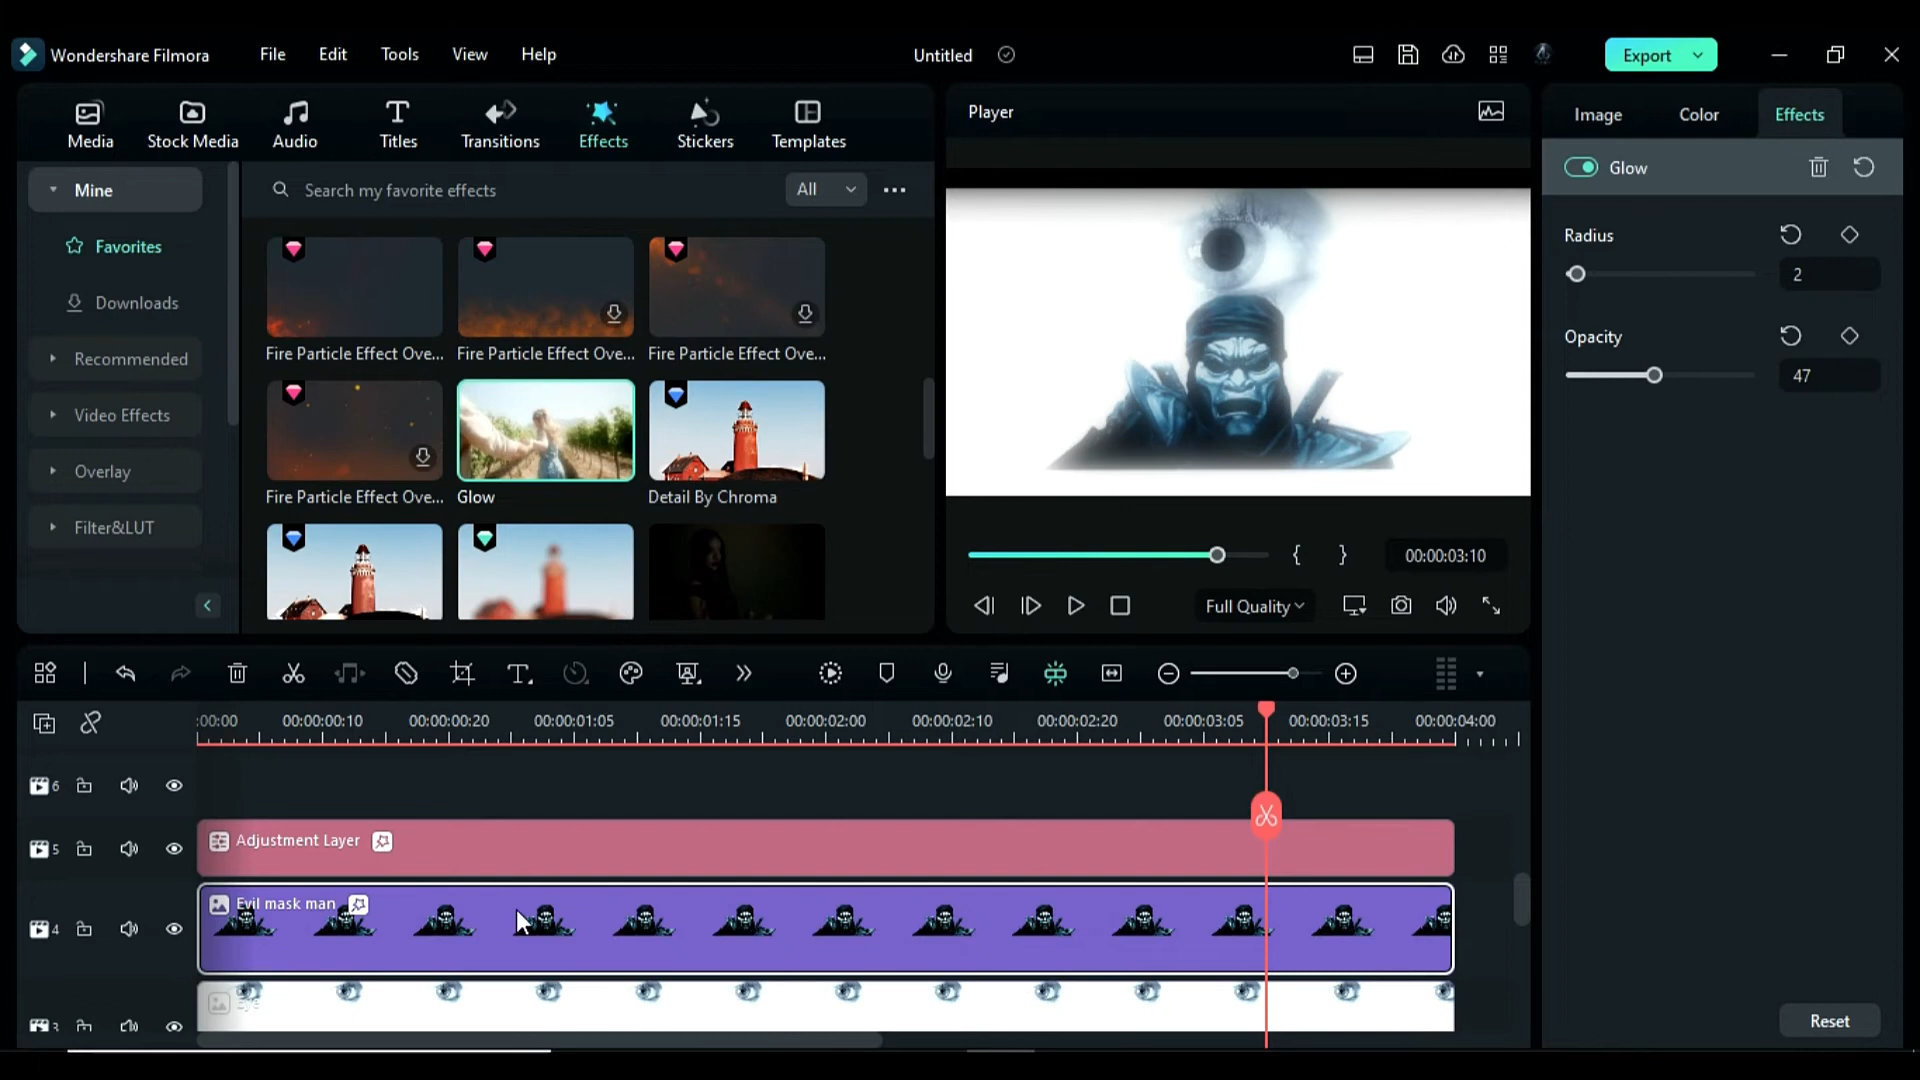 Wondershare Filmora
File
Edit
Tools
View
Help
Untitled
Export
Media
Stock Media
Audio
Titles
Transitions
Effects
Stickers
Templates
Player
Image
Color
Effects
Mine
Search my favorite effects
All
Glow
Favorites
Radius
2
Downloads
Opacity
47
Recommended
Fire Particle Effect Ove...
Fire Particle Effect Ove...
Fire Particle Effect Ove...
Video Effects
Overlay
Fire Particle Effect Ove...
Glow
Detail By Chroma
Filter&LUT
00:00:03:10
Full Quality
:00:00
00:00:00:10
00:00:00:20
00:00:01:05
00:00:01:15
00:00:02:00
00:00:02:10
00:00:02:20
00:00:03:05
00:00:03:15
00:00:04:00
6
5
Adjustment Layer
4
Evil mask man
3
Eye
Reset